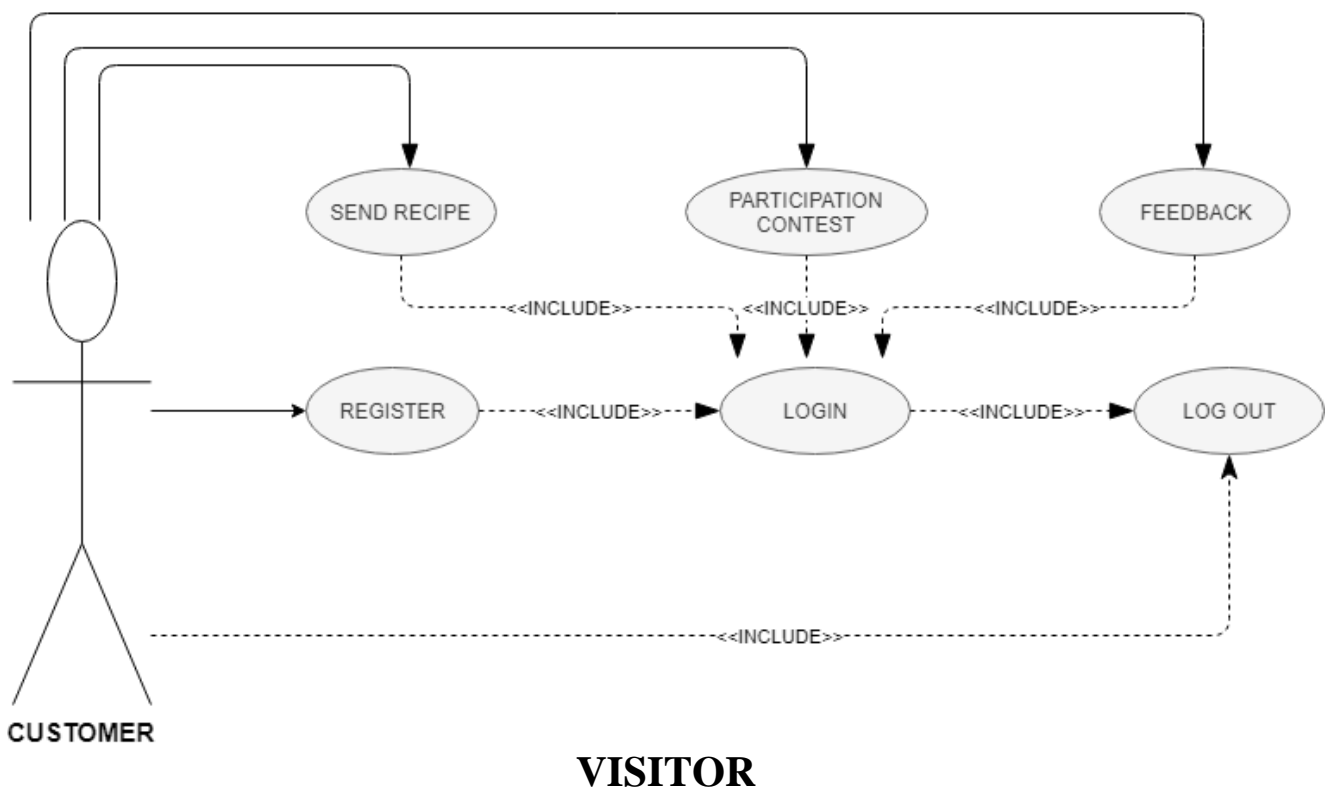 SEND RECIPE
PARTICIPATION
CONTEST
FEEDBACK
<<INCLUDE>>
<<INCLUDE>>
<<INCLUDE>>
REGISTER
<<INCLUDE>>
LOGIN
<<INCLUDE>>
LOG OUT
<<INCLUDE>>
CUSTOMER
VISITOR